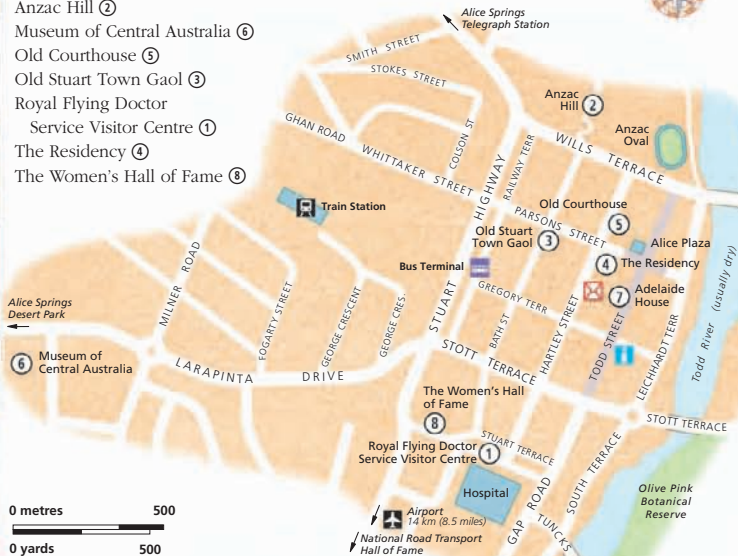 Anzac Hill ②
Museum of Central Australia ⑥
Old Courthouse ⑤
Old Stuart Town Gaol ③
Royal Flying Doctor
Service Visitor Centre ①
The Residency ④
The Women's Hall of Fame ⑧
Alice Springs
Telegraph Station
SMITH STREET
STOKES STREET
COLSON ST
GHAN ROAD
WHITTAKER STREET
HIGHWAY
RAILWAY TERR
Anzac
Hill
②
Anzac
Oval
WILLS TERRACE
PARSONS STREET
Old Courthouse
⑤
Old Stuart
Town Gaol
③
Alice Plaza
④ The Residency
⑦ Adelaide
House
Train Station
Bus Terminal
STUART
GREGORY TERR
BATH ST
HARTLEY STREET
TODD STREET
i
LEICHHARDT TERR
Todd River (usually dry)
MILNER ROAD
FOGARTY STREET
GEORGE CRESCENT
GEORGE CRES.
Alice Springs
Desert Park
⑥ Museum of
Central Australia
LARAPINTA DRIVE
STOTT TERRACE
STOTT TERRACE
The Women's Hall
of Fame
⑧
STUART TERRACE
Royal Flying Doctor
Service Visitor Centre
①
Hospital
GAP ROAD
SOUTH TERRACE
TUNCKS
Olive Pink
Botanical
Reserve
Airport
14 km (8.5 miles)
National Road Transport
Hall of Fame
0 metres 500
0 yards 500